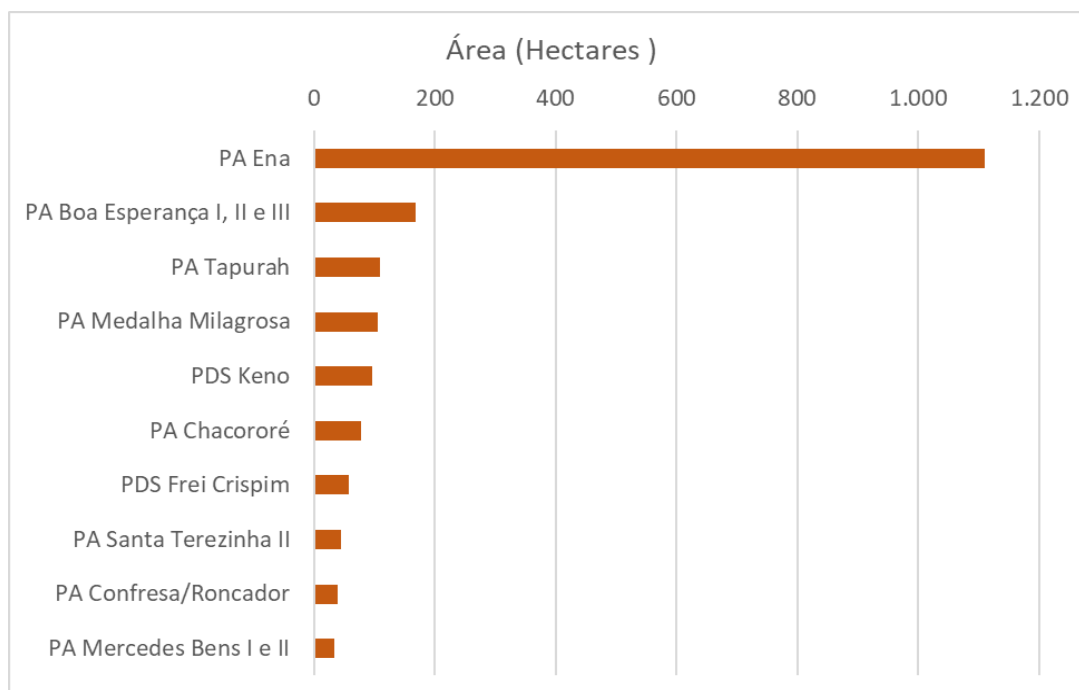 Área (Hectares )
0 200 400 600 800 1.000 1.200
PA Ena
PA Boa Esperança I, II e III
PA Tapurah
PA Medalha Milagrosa
PDS Keno
PA Chacororé
PDS Frei Crispim
PA Santa Terezinha II
PA Confresa/Roncador
PA Mercedes Bens I e II